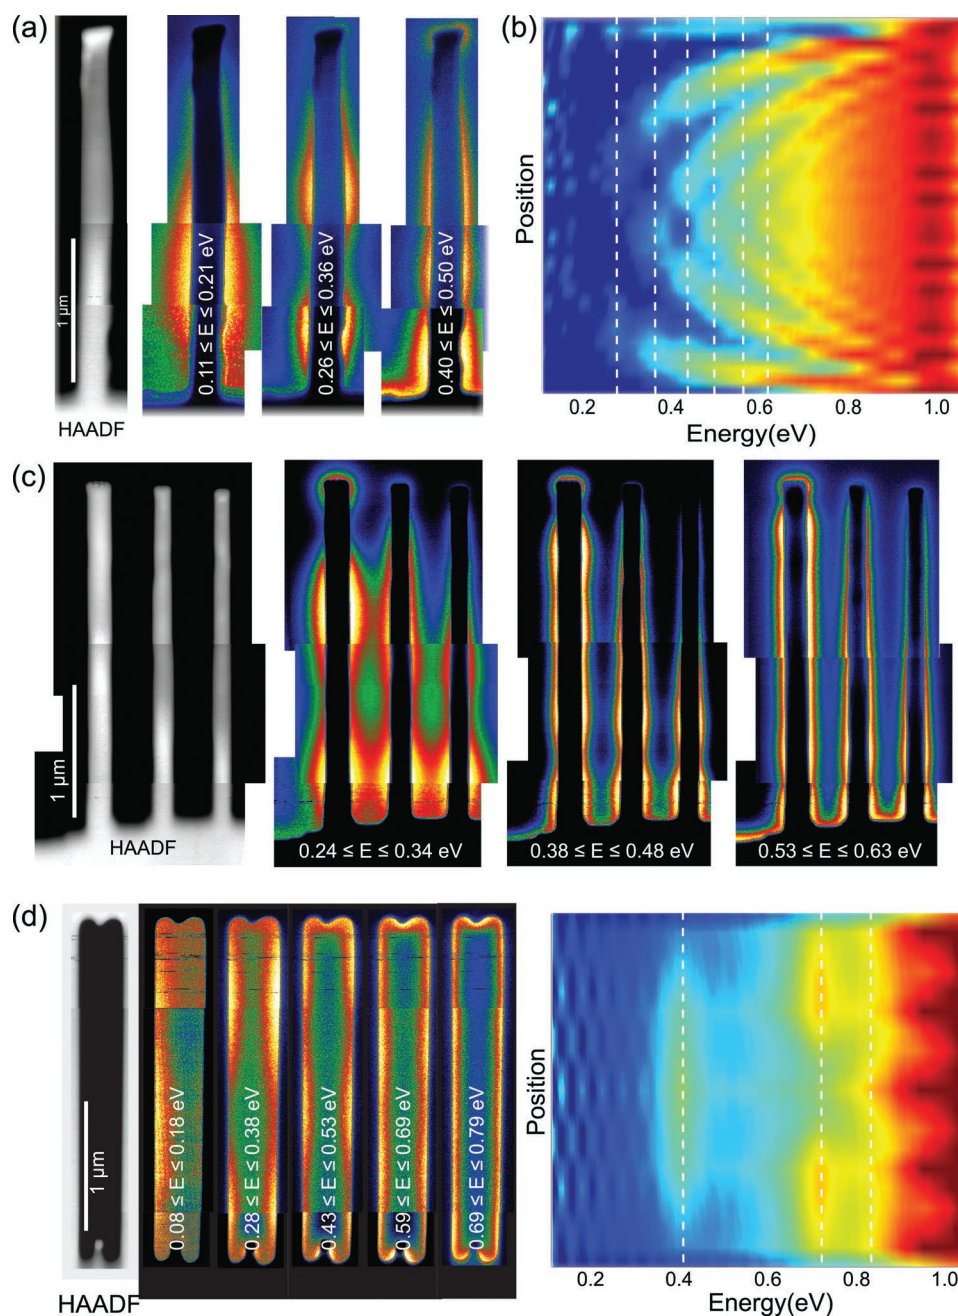 (a)
1 μm
HAADF
0.11 ≤ E ≤ 0.21 eV
0.26 ≤ E ≤ 0.36 eV
0.40 ≤ E ≤ 0.50 eV
(b)
Position
0.2 0.4 0.6 0.8 1.0
Energy(eV)
(c)
1 μm
HAADF
0.24 ≤ E ≤ 0.34 eV
0.38 ≤ E ≤ 0.48 eV
0.53 ≤ E ≤ 0.63 eV
(d)
1 μm
HAADF
0.08 ≤ E ≤ 0.18 eV
0.28 ≤ E ≤ 0.38 eV
0.43 ≤ E ≤ 0.53 eV
0.59 ≤ E ≤ 0.69 eV
0.69 ≤ E ≤ 0.79 eV
Position
0.2 0.4 0.6 0.8 1.0
Energy(eV)